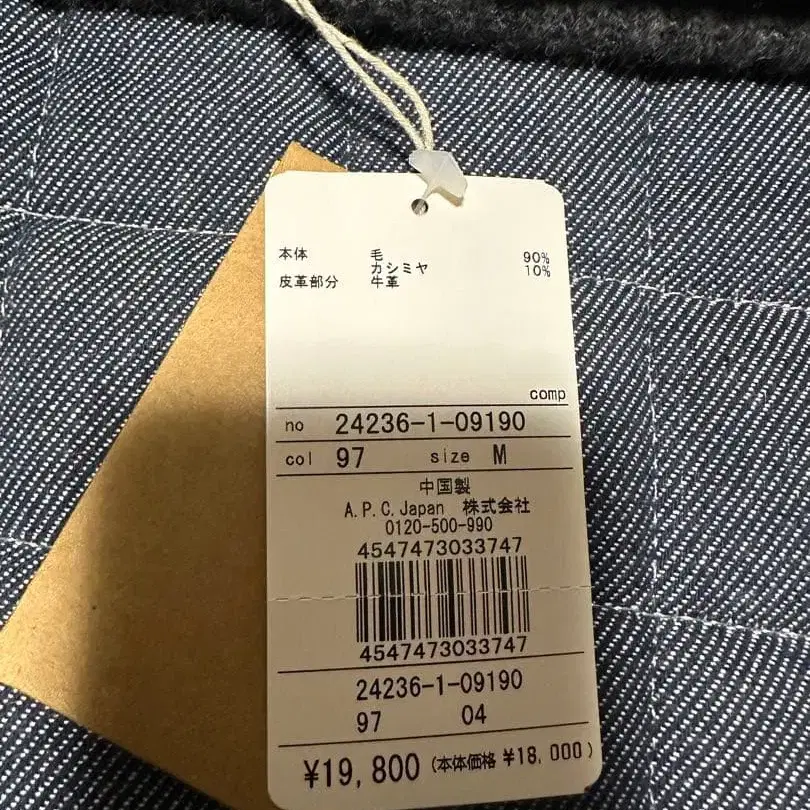 本体 毛 90%
カシミヤ 10%
皮革部分 牛革
comp
no 24236-1-09190
col 97 size M
中国製
A.P.C.Japan 株式会社
0120-500-990
4547473033747
4547473033747
24236-1-09190
97 04
¥19,800 (本体価格 ¥18,000)